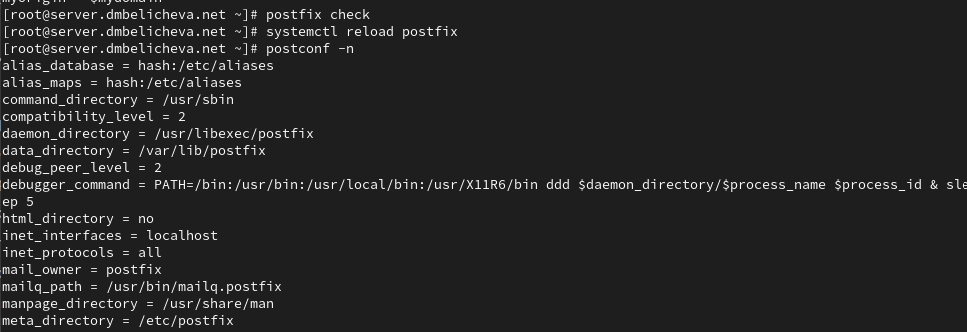 myorigin = $mydomain
[root@server.dmbelicheva.net ~]# postfix check
[root@server.dmbelicheva.net ~]# systemctl reload postfix
[root@server.dmbelicheva.net ~]# postconf -n
alias_database = hash:/etc/aliases
alias_maps = hash:/etc/aliases
command_directory = /usr/sbin
compatibility_level = 2
daemon_directory = /usr/libexec/postfix
data_directory = /var/lib/postfix
debug_peer_level = 2
debugger_command = PATH=/bin:/usr/bin:/usr/local/bin:/usr/X11R6/bin ddd $daemon_directory/$process_name $process_id & sle
ep 5
html_directory = no
inet_interfaces = localhost
inet_protocols = all
mail_owner = postfix
mailq_path = /usr/bin/mailq.postfix
manpage_directory = /usr/share/man
meta_directory = /etc/postfix